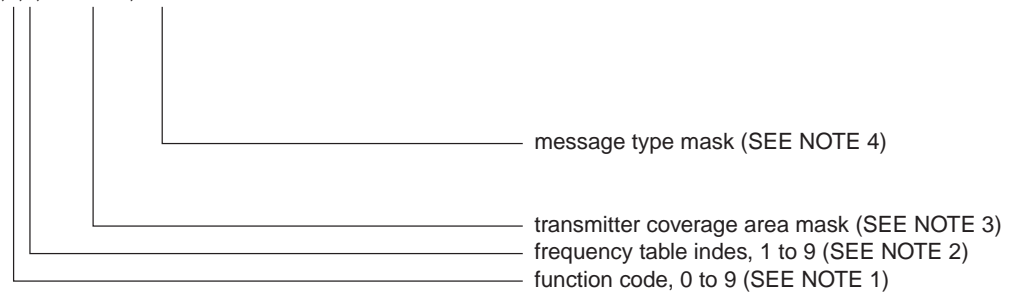 message type mask (SEE NOTE 4)
transmitter coverage area mask (SEE NOTE 3)
frequency table indes, 1 to 9 (SEE NOTE 2)
function code, 0 to 9 (SEE NOTE 1)